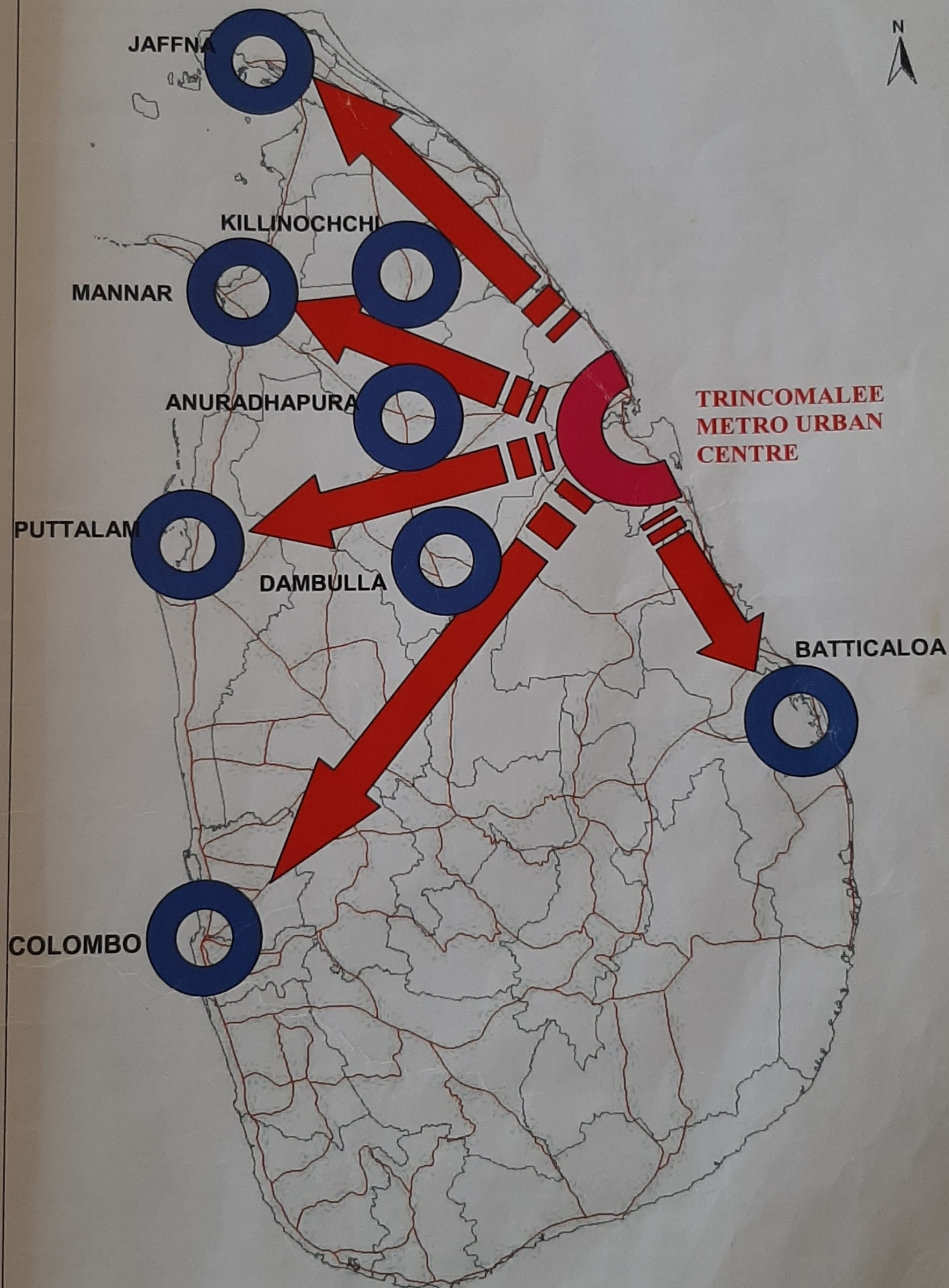 JAFFNA
N
KILLINOCHCHI
MANNAR
ANURADHAPURA
TRINCOMALEE
METRO URBAN
CENTRE
PUTTALAM
DAMBULLA
BATTICALOA
COLOMBO